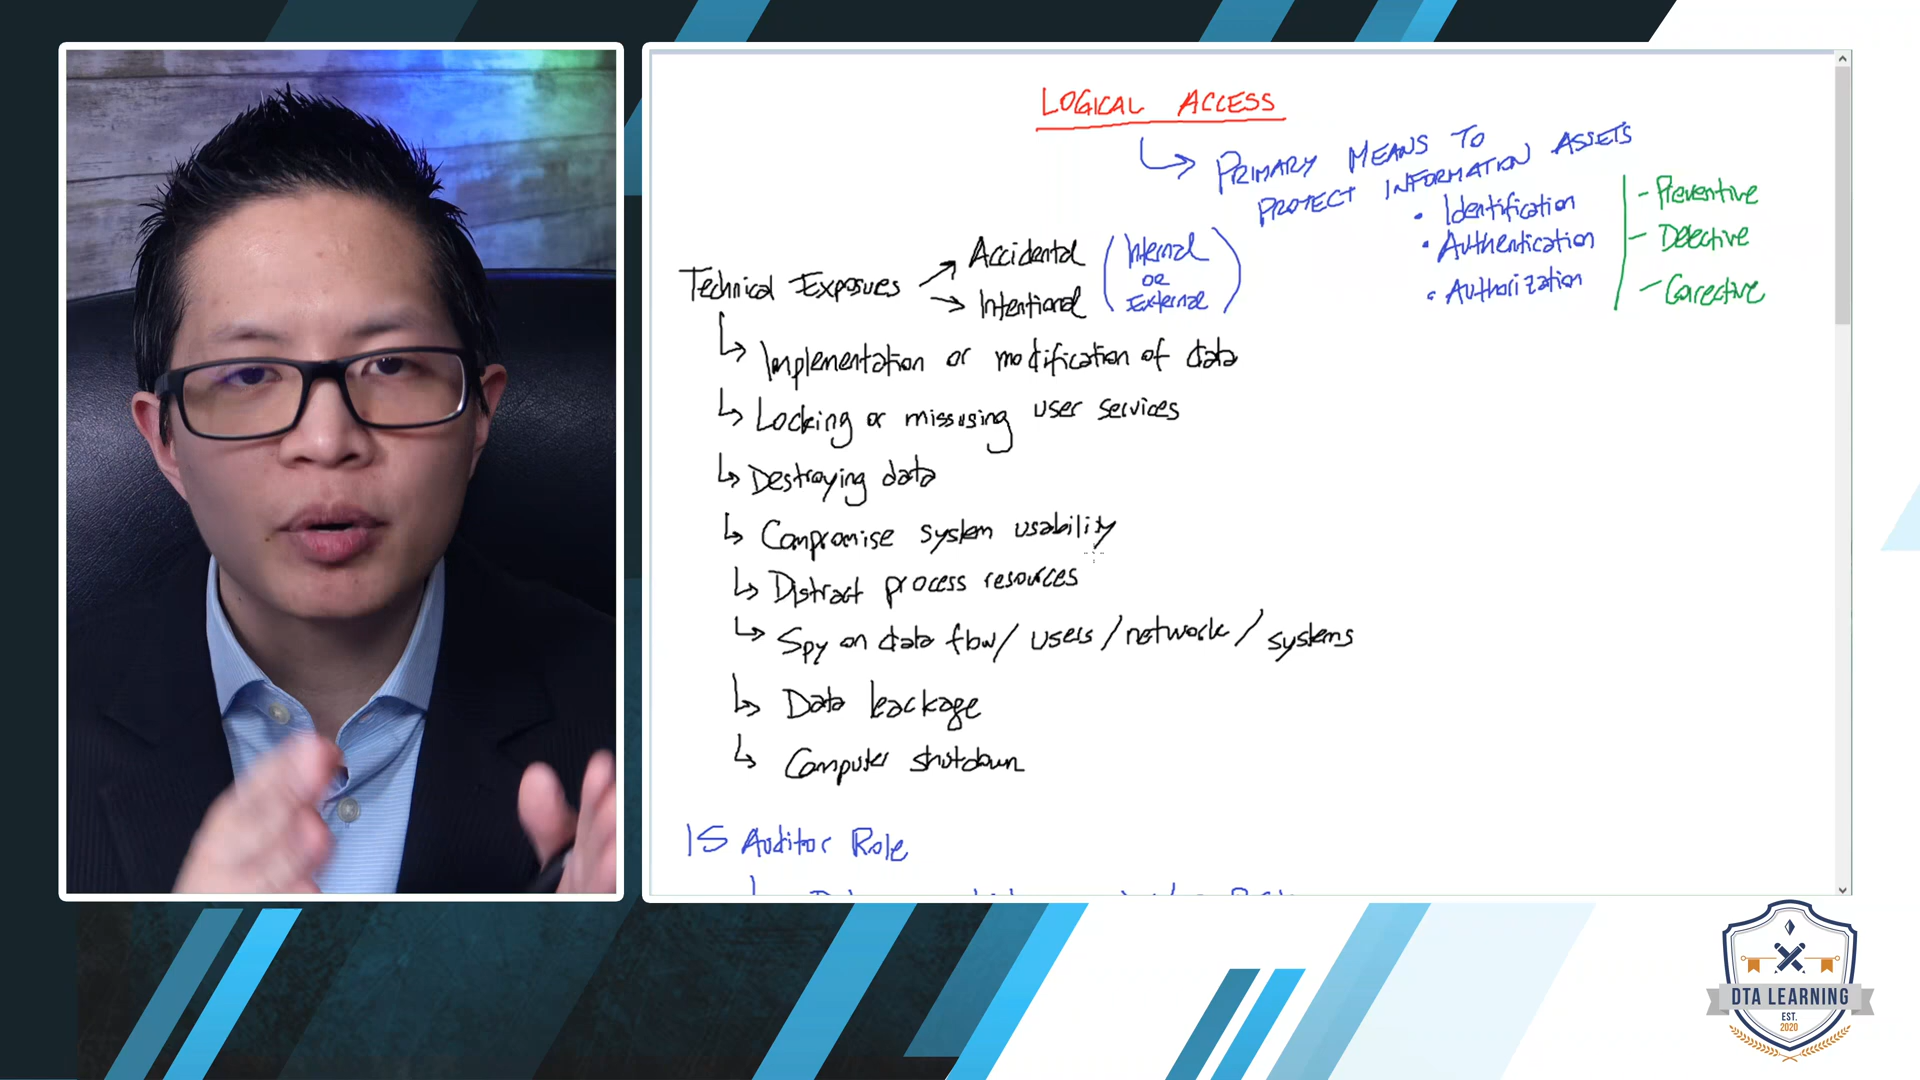 LOGICAL ACCESS
PRIMARY MEANS TO
PROTECT INFORMATION ASSETS
• Identification
• Authentication
• Authorization
- Preventive
- Detective
- Corrective
Technical Exposures
Accidental
Intentional
(Internal
or
External)
Implementation or modification of data
Locking or missusing user services
Destroying data
Compromise system usability
Distract process resources
Spy on data flow / users / network / systems
Data leackage
Computer shutdown
IS Auditor Role
DTA LEARNING
EST.
2020